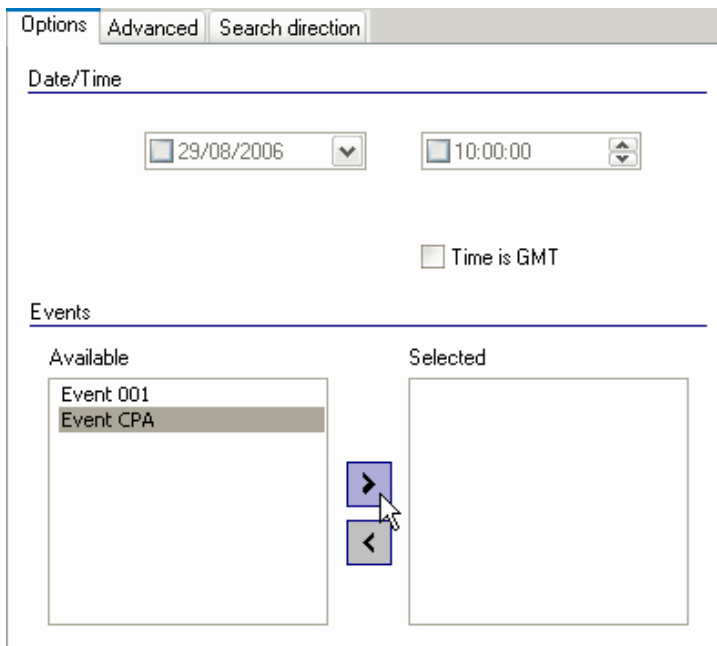 Options Advanced Search direction
Date/Time
29/08/2006 10:00:00
Time is GMT
Events
Available Selected
Event 001
Event CPA
>
<